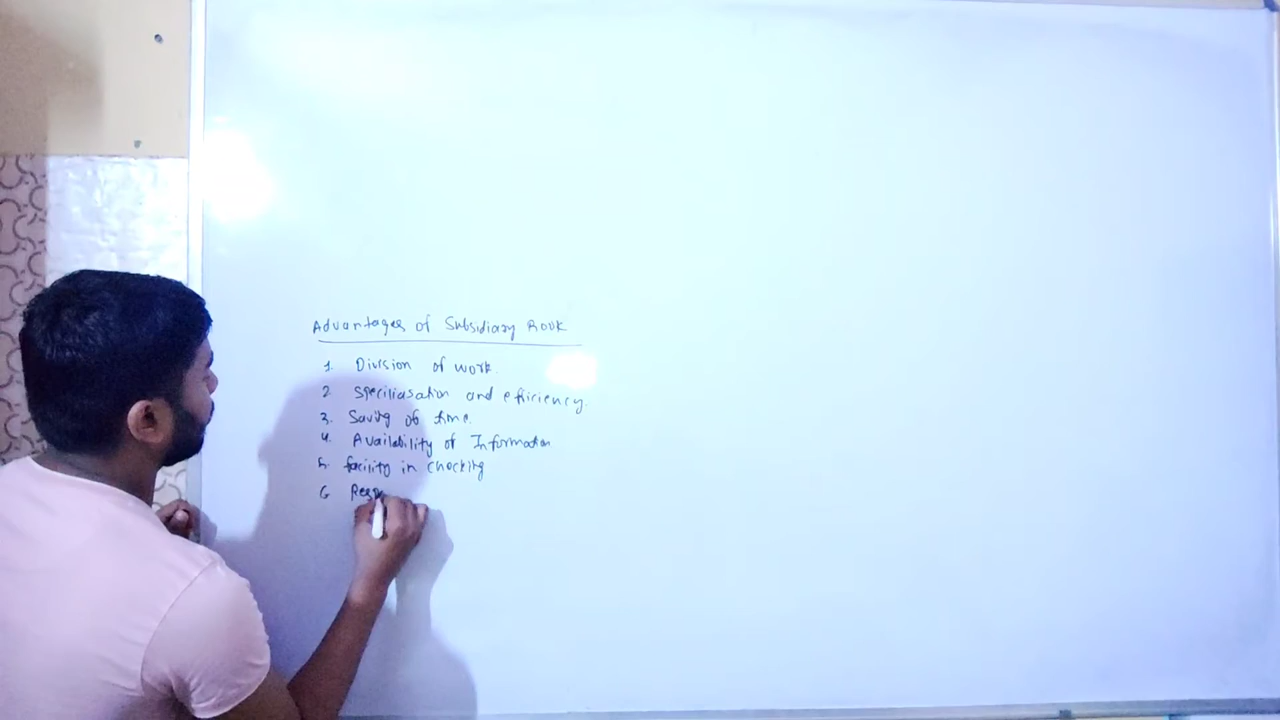 Advantages of Subsidiary Book
1. Division of work.
2. Speciliasation and efficiency.
3. Saving of time.
4. Availability of Information
5. facility in checking
6 Resp